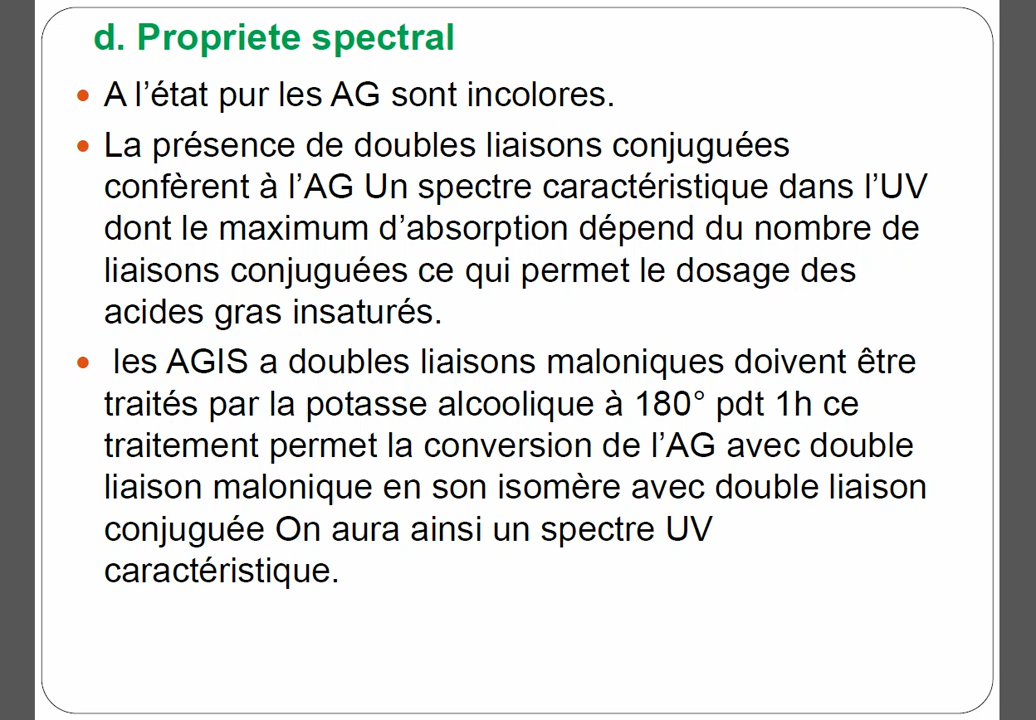 d. Propriete spectral
• A l’état pur les AG sont incolores.
• La présence de doubles liaisons conjuguées
confèrent à l’AG Un spectre caractéristique dans l’UV
dont le maximum d’absorption dépend du nombre de
liaisons conjuguées ce qui permet le dosage des
acides gras insaturés.
• les AGIS a doubles liaisons maloniques doivent être
traités par la potasse alcoolique à 180° pdt 1h ce
traitement permet la conversion de l’AG avec double
liaison malonique en son isomère avec double liaison
conjuguée On aura ainsi un spectre UV
caractéristique.